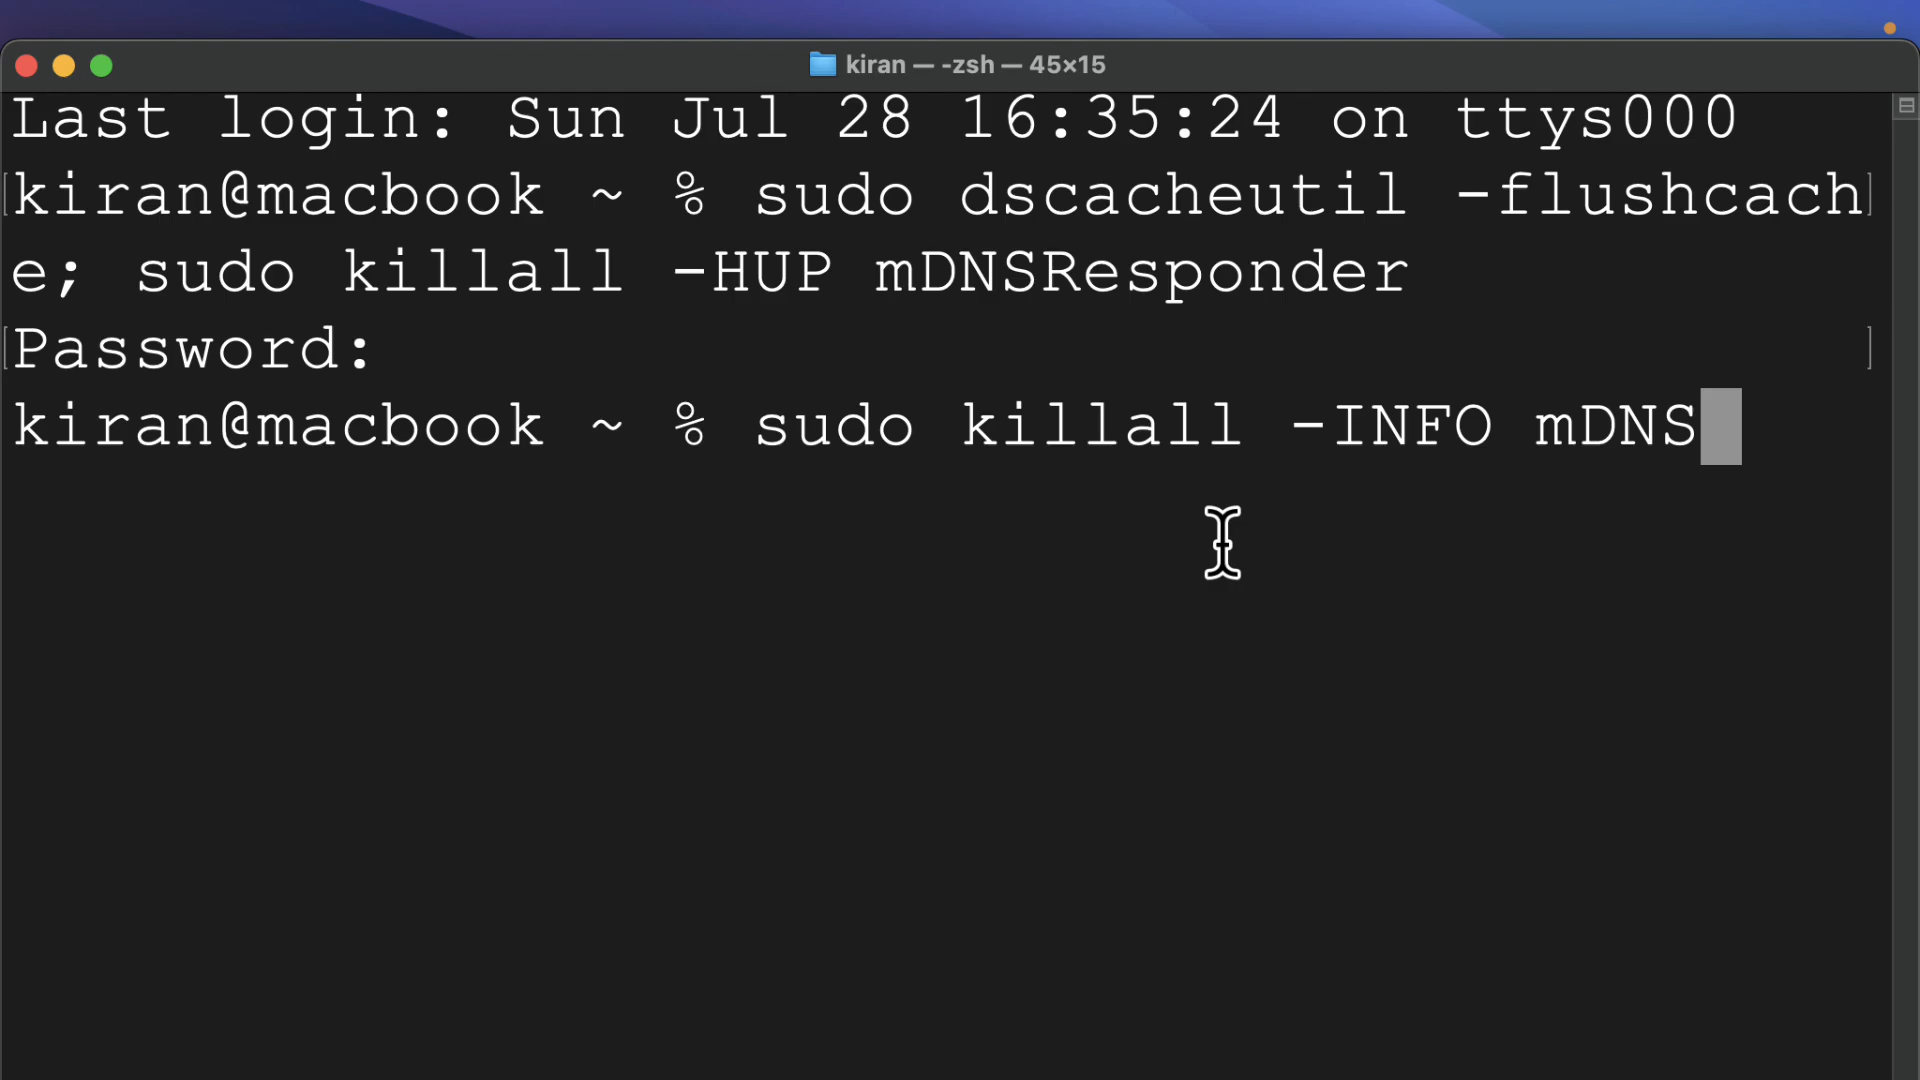 kiran — -zsh — 45×15
Last login: Sun Jul 28 16:35:24 on ttys000
[kiran@macbook ~ % sudo dscacheutil -flushcach]
e; sudo killall -HUP mDNSResponder
[Password: ]
kiran@macbook ~ % sudo killall -INFO mDNS